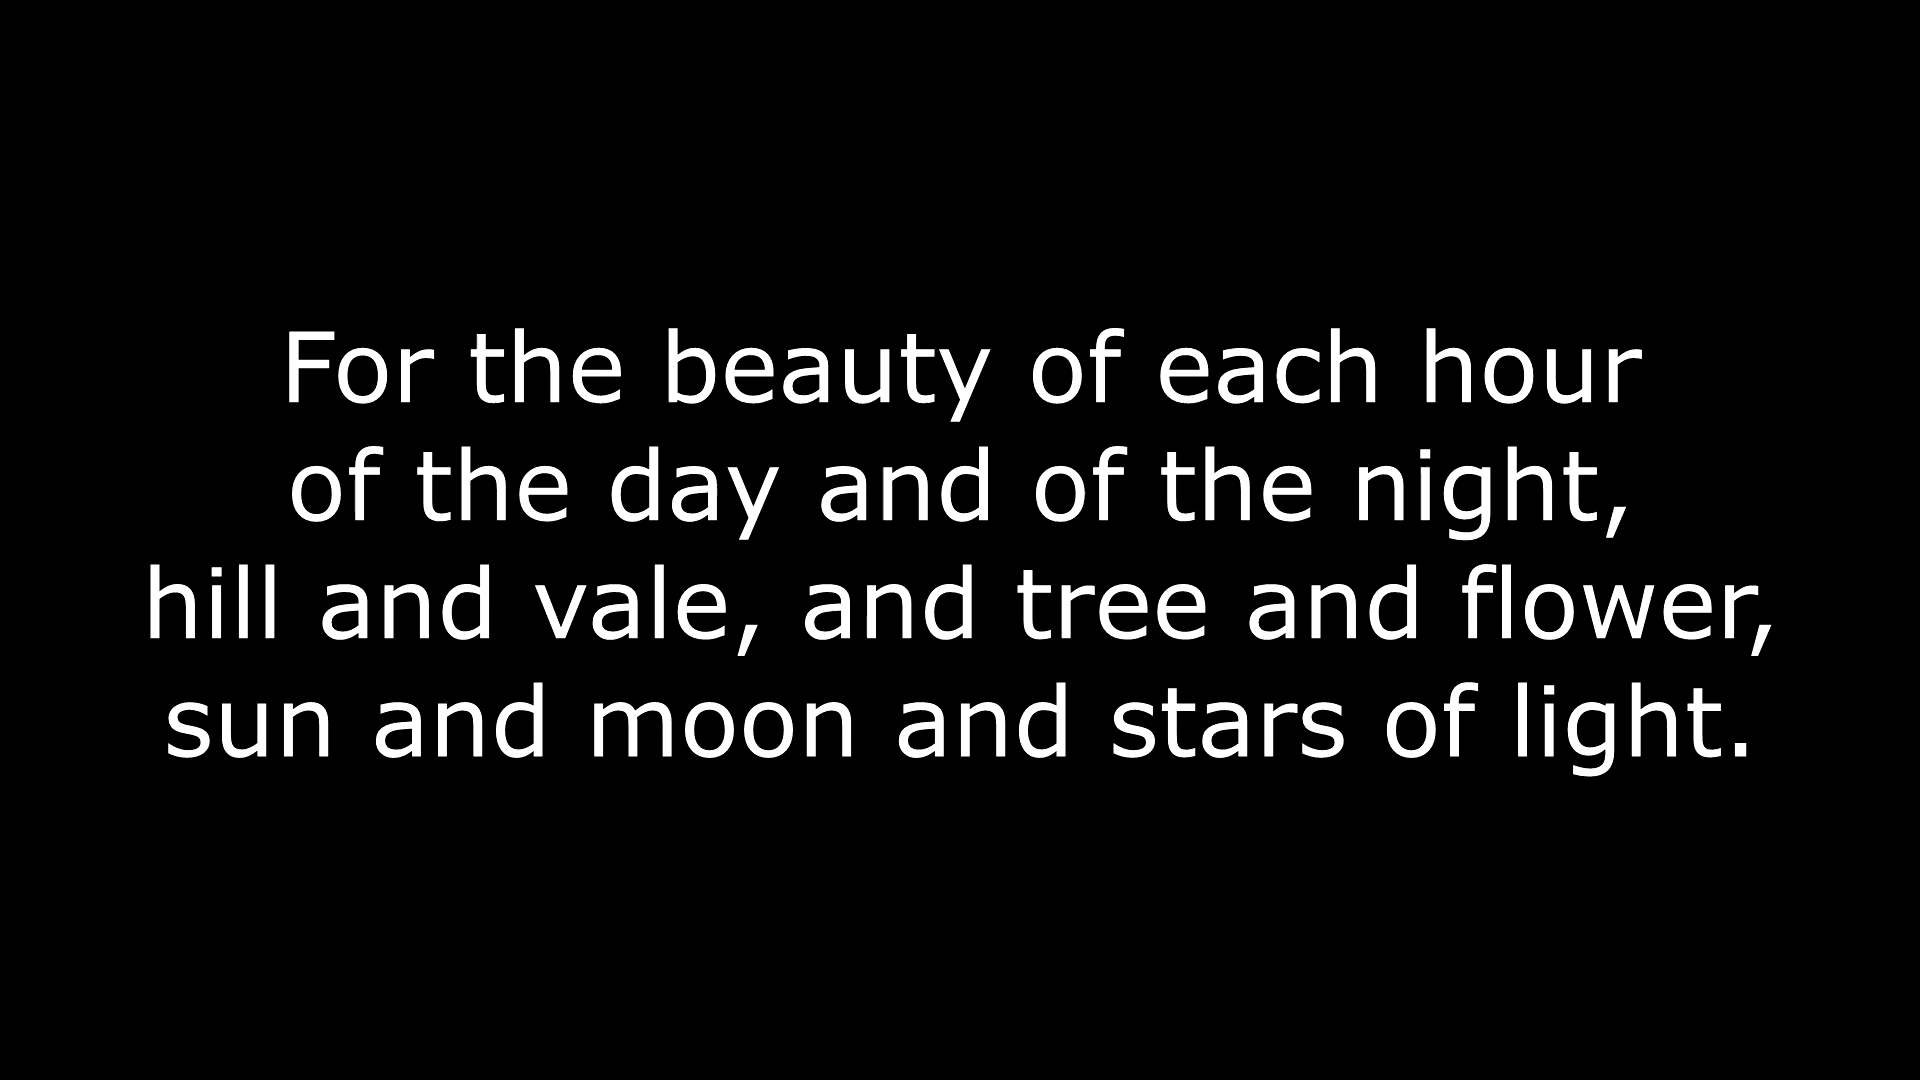 For the beauty of each hour
of the day and of the night,
hill and vale, and tree and flower,
sun and moon and stars of light.